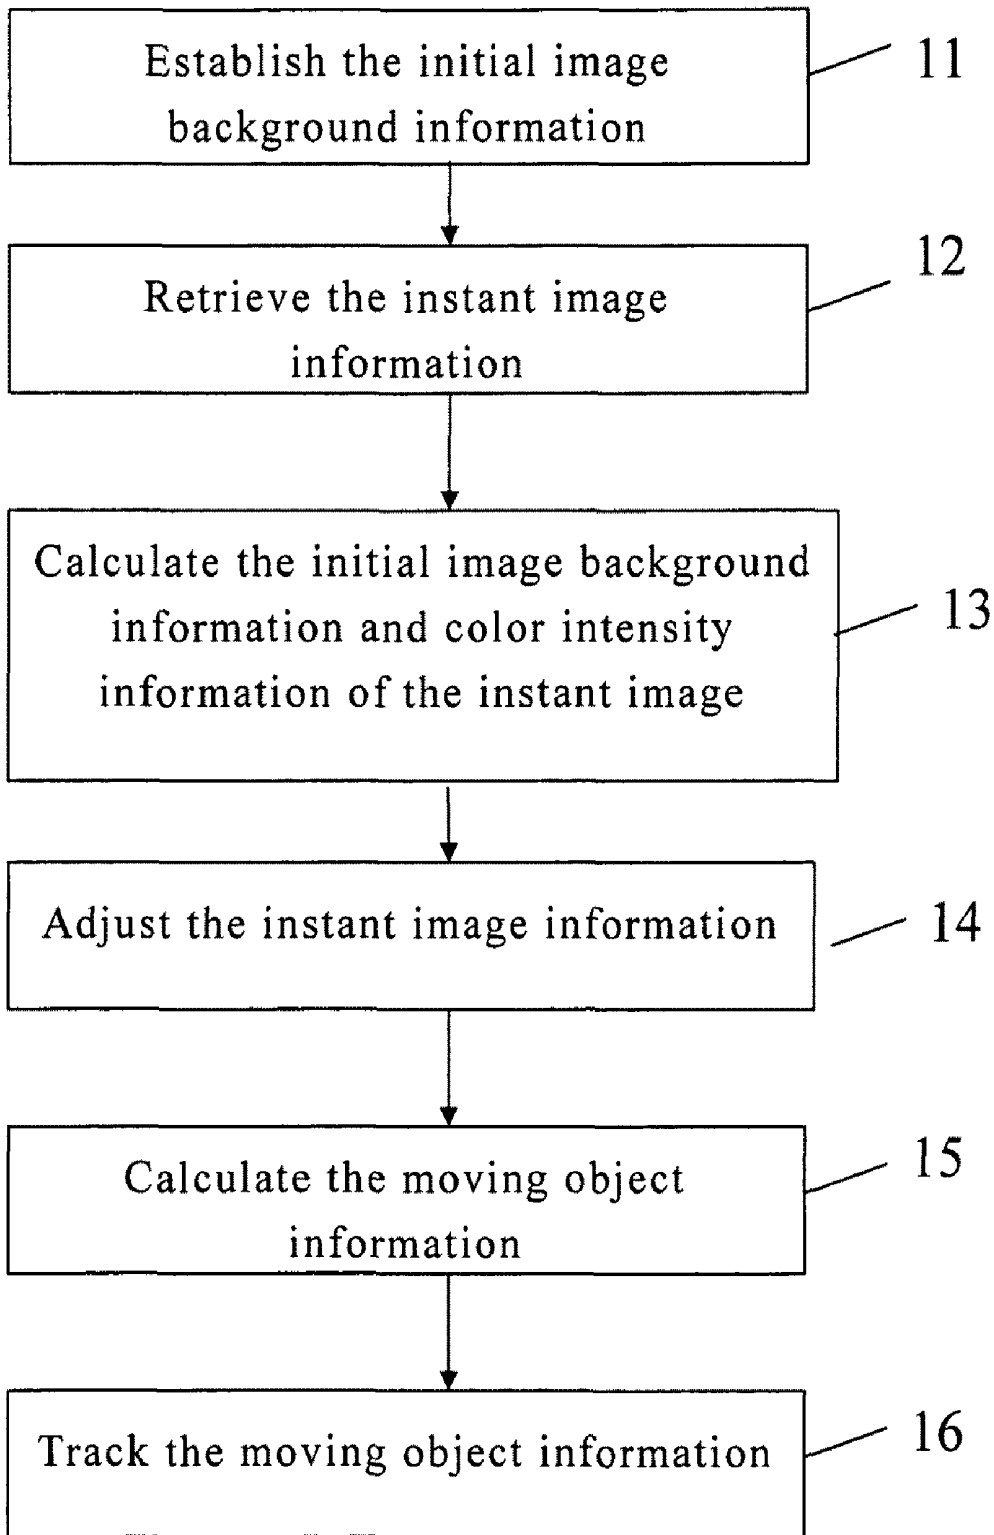 Establish the initial image
background information
11
Retrieve the instant image
information
12
Calculate the initial image background
information and color intensity
information of the instant image
13
Adjust the instant image information
14
Calculate the moving object
information
15
Track the moving object information
16